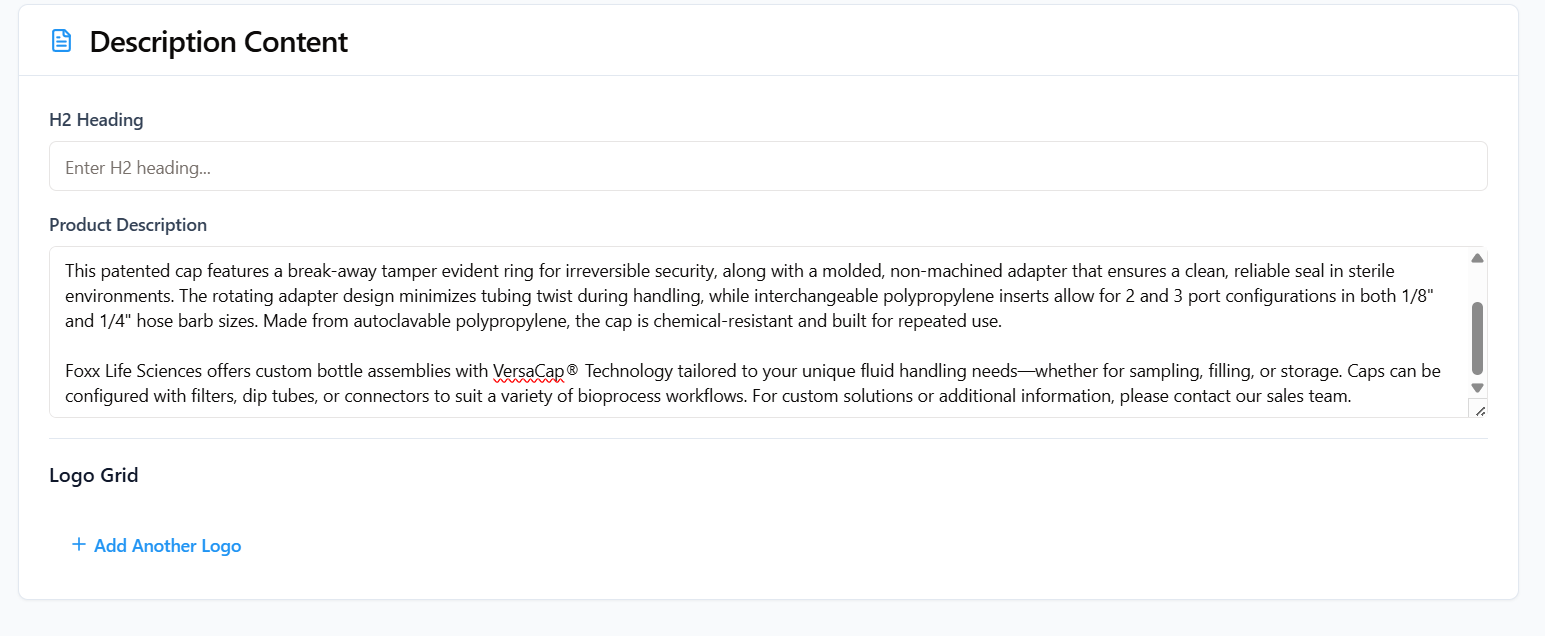 Description Content
H2 Heading
Enter H2 heading...
Product Description
This patented cap features a break-away tamper evident ring for irreversible security, along with a molded, non-machined adapter that ensures a clean, reliable seal in sterile
environments. The rotating adapter design minimizes tubing twist during handling, while interchangeable polypropylene inserts allow for 2 and 3 port configurations in both 1/8"
and 1/4" hose barb sizes. Made from autoclavable polypropylene, the cap is chemical-resistant and built for repeated use.
Foxx Life Sciences offers custom bottle assemblies with VersaCap® Technology tailored to your unique fluid handling needs—whether for sampling, filling, or storage. Caps can be
configured with filters, dip tubes, or connectors to suit a variety of bioprocess workflows. For custom solutions or additional information, please contact our sales team.
Logo Grid
+ Add Another Logo